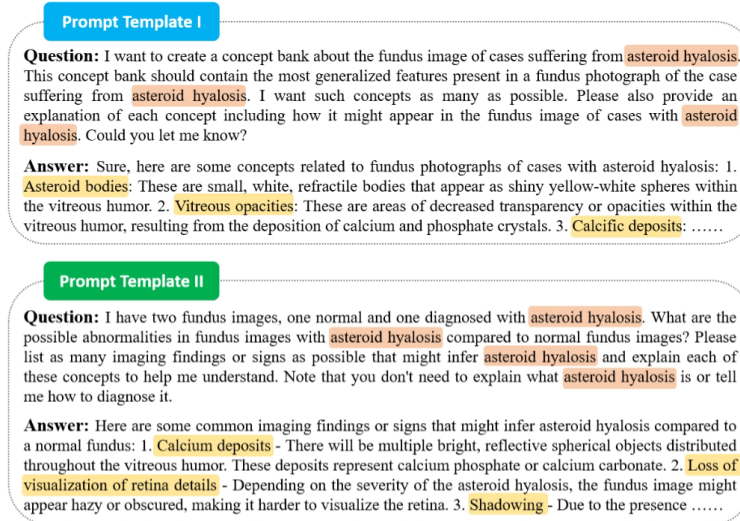 Prompt Template I
Question: I want to create a concept bank about the fundus image of cases suffering from asteroid hyalosis.
This concept bank should contain the most generalized features present in a fundus photograph of the case
suffering from asteroid hyalosis. I want such concepts as many as possible. Please also provide an
explanation of each concept including how it might appear in the fundus image of cases with asteroid
hyalosis. Could you let me know?
Answer: Sure, here are some concepts related to fundus photographs of cases with asteroid hyalosis: 1.
Asteroid bodies: These are small, white, refractile bodies that appear as shiny yellow-white spheres within
the vitreous humor. 2. Vitreous opacities: These are areas of decreased transparency or opacities within the
vitreous humor, resulting from the deposition of calcium and phosphate crystals. 3. Calcific deposits: ……
Prompt Template II
Question: I have two fundus images, one normal and one diagnosed with asteroid hyalosis. What are the
possible abnormalities in fundus images with asteroid hyalosis compared to normal fundus images? Please
list as many imaging findings or signs as possible that might infer asteroid hyalosis and explain each of
these concepts to help me understand. Note that you don't need to explain what asteroid hyalosis is or tell
me how to diagnose it.
Answer: Here are some common imaging findings or signs that might infer asteroid hyalosis compared to
a normal fundus: 1. Calcium deposits - There will be multiple bright, reflective spherical objects distributed
throughout the vitreous humor. These deposits represent calcium phosphate or calcium carbonate. 2. Loss of
visualization of retina details - Depending on the severity of the asteroid hyalosis, the fundus image might
appear hazy or obscured, making it harder to visualize the retina. 3. Shadowing - Due to the presence ……